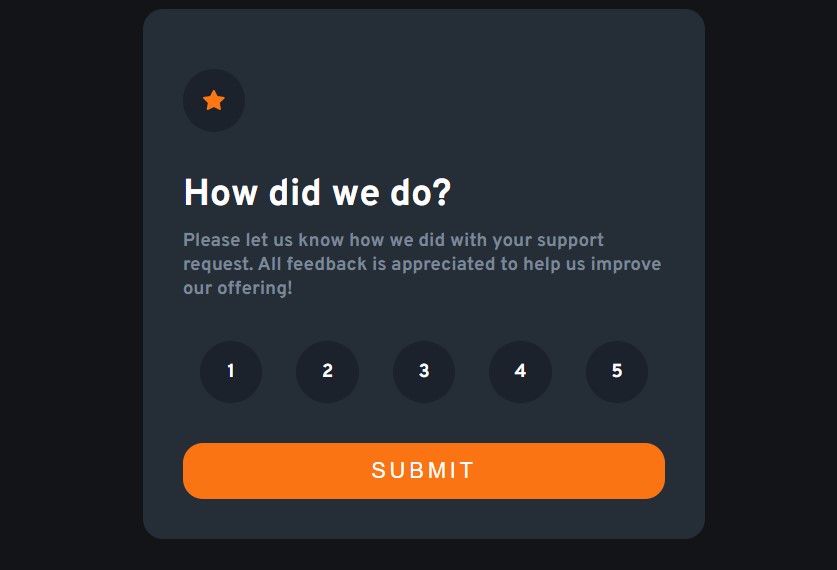 How did we do?
Please let us know how we did with your support
request. All feedback is appreciated to help us improve
our offering!
1 2 3 4 5
SUBMIT